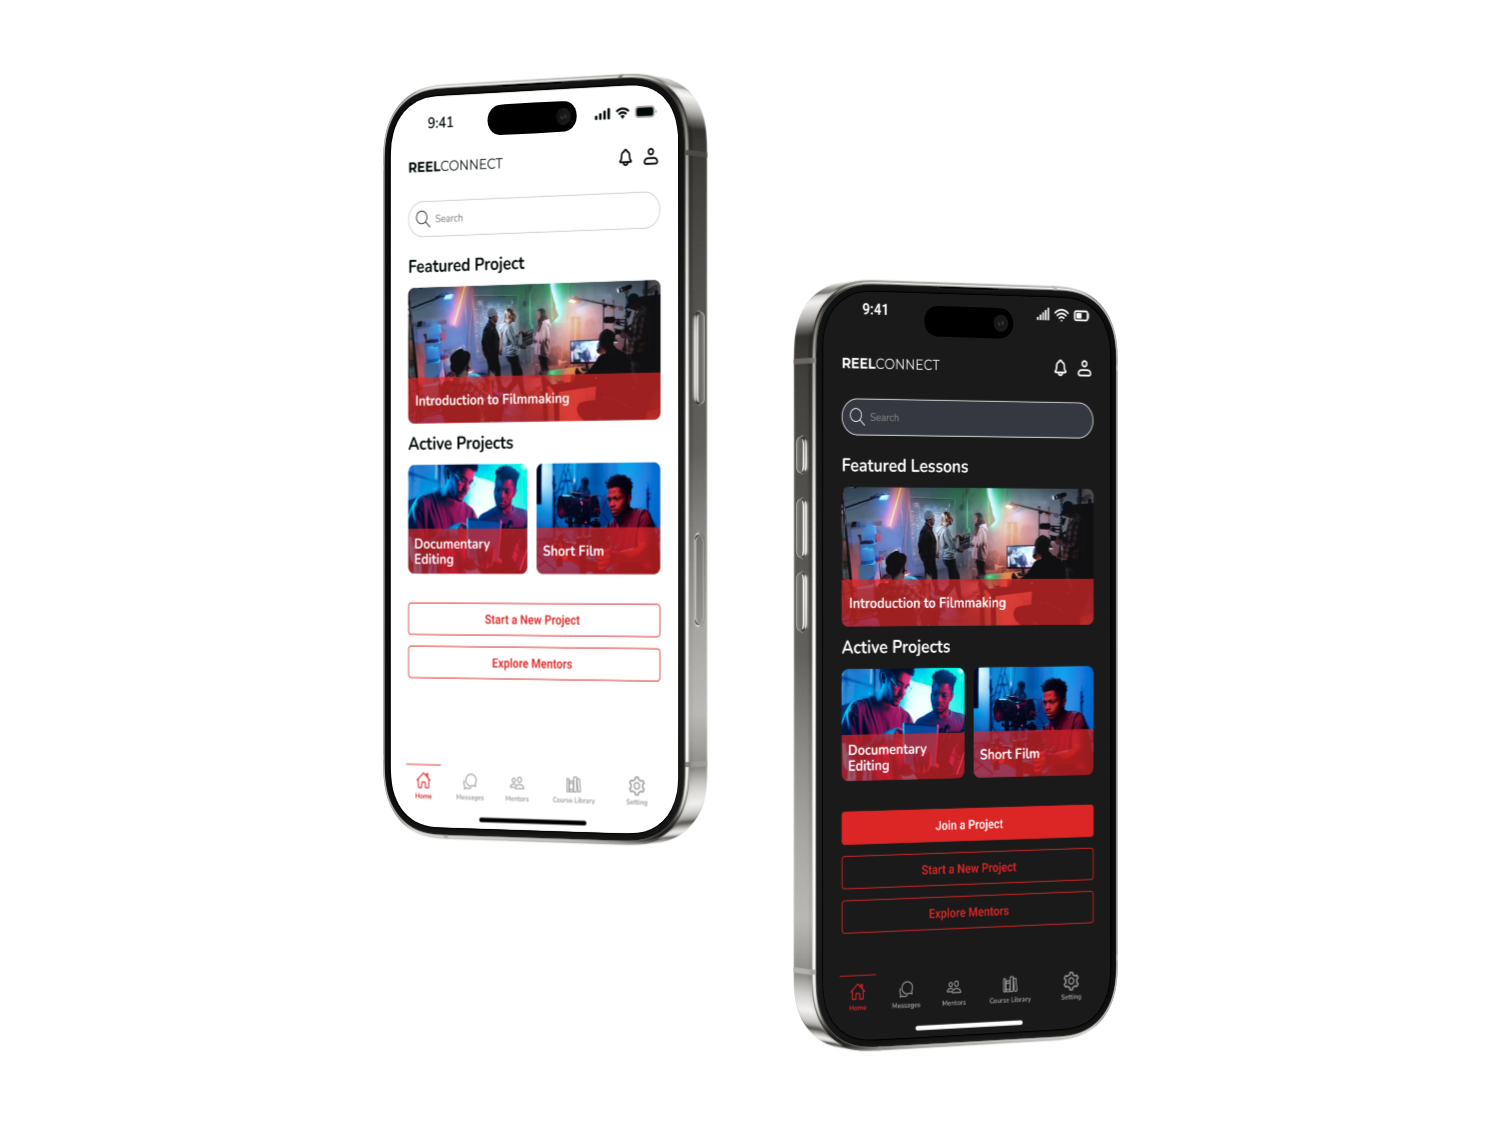 9:41
REELCONNECT
Search
Featured Project
Introduction to Filmmaking
Active Projects
Documentary
Editing
Short Film
Start a New Project
Explore Mentors
Home
Messages
Mentors
Course Library
Setting
9:41
REELCONNECT
Search
Featured Lessons
Introduction to Filmmaking
Active Projects
Documentary
Editing
Short Film
Join a Project
Start a New Project
Explore Mentors
Home
Messages
Mentors
Course Library
Setting